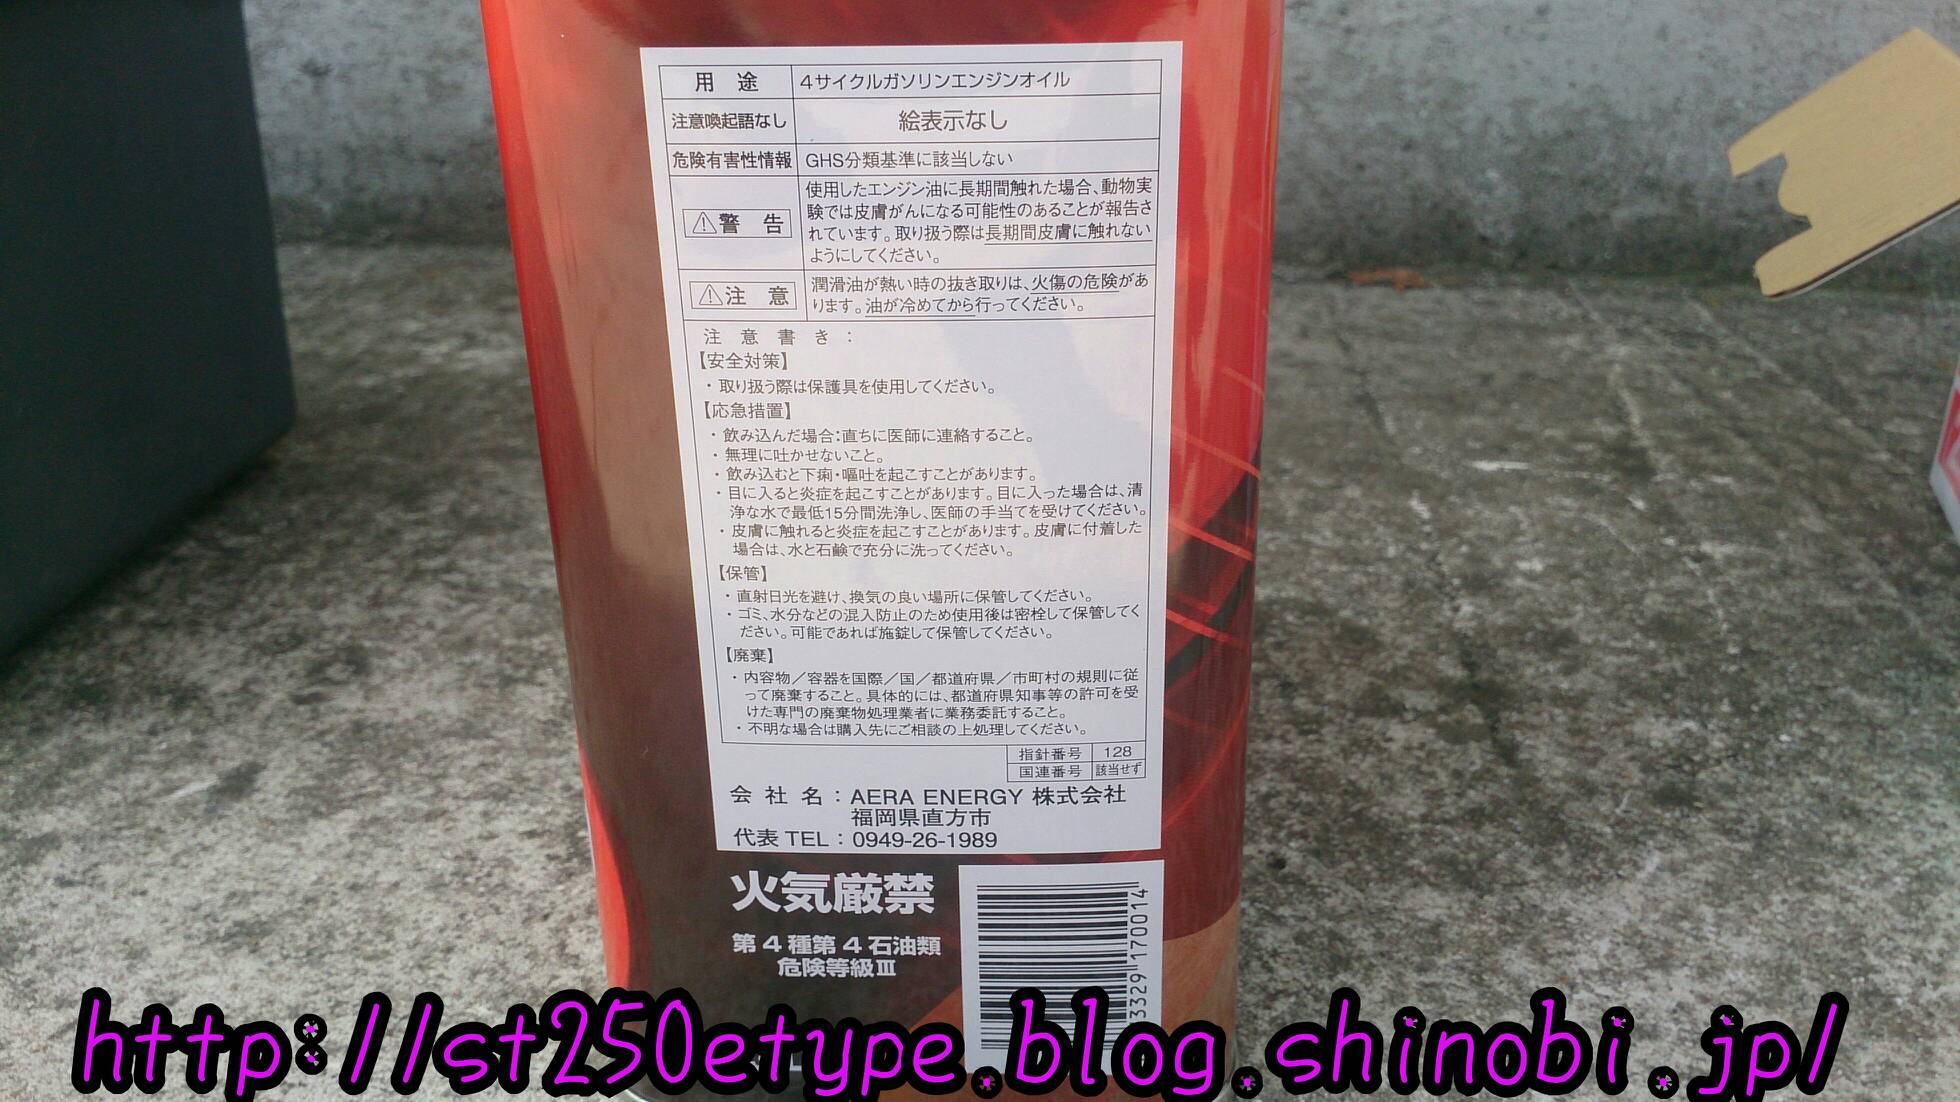 用 途 4サイクルガソリンエンジンオイル
注意喚起語なし 絵表示なし
危険有害性情報 GHS分類基準に該当しない
⚠警 告 使用したエンジン油に長期間触れた場合、動物実
験では皮膚がんになる可能性のあることが報告さ
れています。取り扱う際は長期間皮膚に触れない
ようにしてください。
⚠注 意 潤滑油が熱い時の抜き取りは、火傷の危険があ
ります。油が冷めてから行ってください。
注 意 書 き :
【安全対策】
・取り扱う際は保護具を使用してください。
【応急措置】
・飲み込んだ場合:直ちに医師に連絡すること。
・無理に吐かせないこと。
・飲み込むと下痢・嘔吐を起こすことがあります。
・目に入ると炎症を起こすことがあります。目に入った場合は、清
浄な水で最低15分間洗浄し、医師の手当てを受けてください。
・皮膚に触れると炎症を起こすことがあります。皮膚に付着した
場合は、水と石鹸で充分に洗ってください。
【保管】
・直射日光を避け、換気の良い場所に保管してください。
・ゴミ、水分などの混入防止のため使用後は密栓して保管してく
ださい。可能であれば施錠して保管してください。
【廃棄】
・内容物/容器を国際/国/都道府県/市町村の規則に従
って廃棄すること。具体的には、都道府県知事等の許可を受
けた専門の廃棄物処理業者に業務委託すること。
・不明な場合は購入先にご相談の上処理してください。
指針番号 128
国連番号 該当せず
会 社 名 : AERA ENERGY 株式会社
福岡県直方市
代表 TEL : 0949-26-1989
火気厳禁
第4種第4石油類
危険等級Ⅲ
3329 170014
http://st250etype.blog.shinobi.jp/